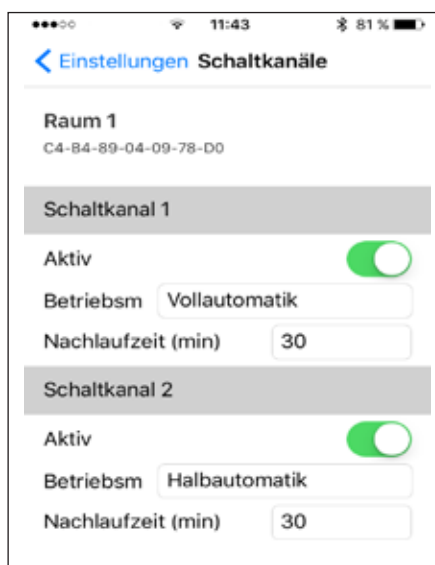 11:43 81 %
Einstellungen Schaltkanäle
Raum 1
C4-B4-89-04-09-78-D0
Schaltkanal 1
Aktiv
Betriebsm Vollautomatik
Nachlaufzeit (min) 30
Schaltkanal 2
Aktiv
Betriebsm Halbautomatik
Nachlaufzeit (min) 30